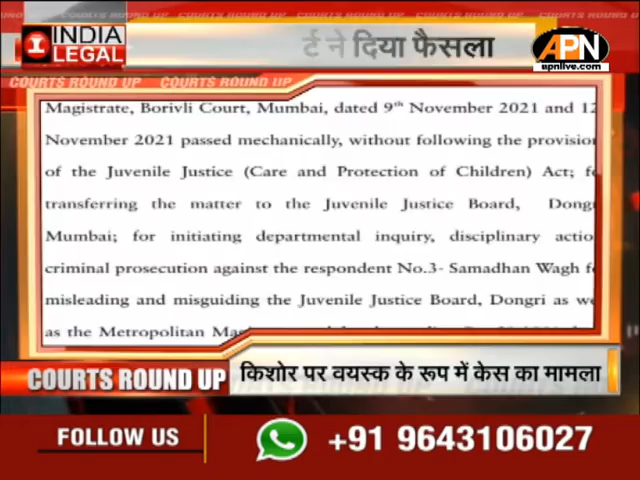 INDIA
LEGAL
र्ट ने दिया फैसला
APN
apnlive.com
COURTS ROUND UP COURTS ROUND UP
Magistrate, Borivli Court, Mumbai, dated 9th November 2021 and 12
November 2021 passed mechanically, without following the provision
of the Juvenile Justice (Care and Protection of Children) Act;
transferring the matter to the Juvenile Justice Board, Dong
Mumbai; for initiating departmental inquiry, disciplinary actio
criminal prosecution against the respondent No.3- Samadhan Wagh
misleading and misguiding the Juvenile Justice Board, Dongri as we
as the Metropolitan
COURTS ROUND UP
किशोर पर वयस्क के रूप में केस का मामला
FOLLOW US
+91 9643106027